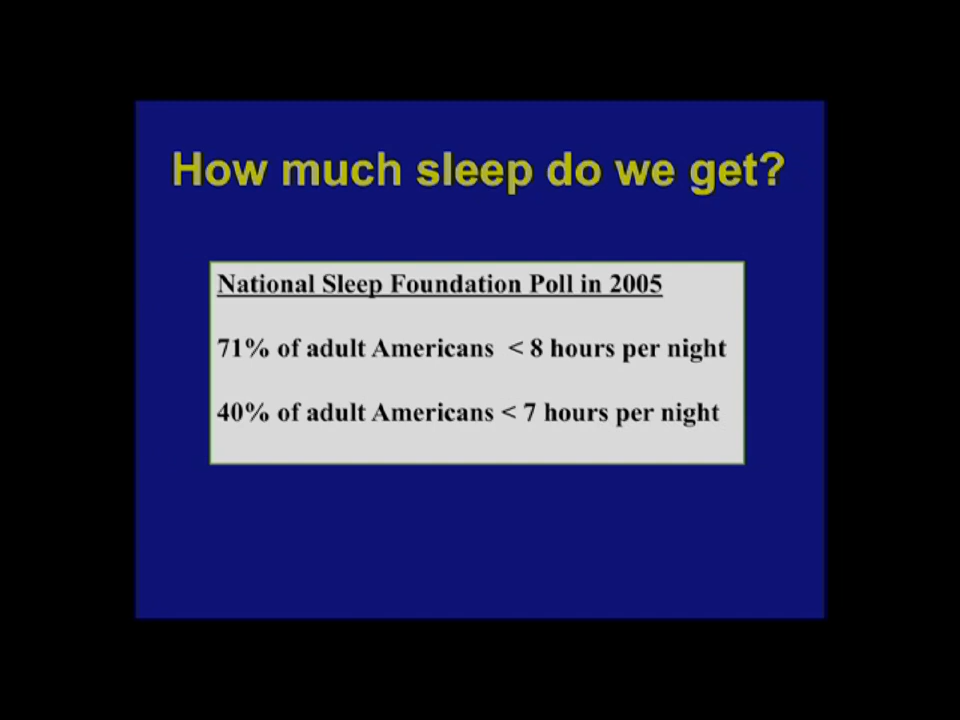 How much sleep do we get?
National Sleep Foundation Poll in 2005
71% of adult Americans < 8 hours per night
40% of adult Americans < 7 hours per night